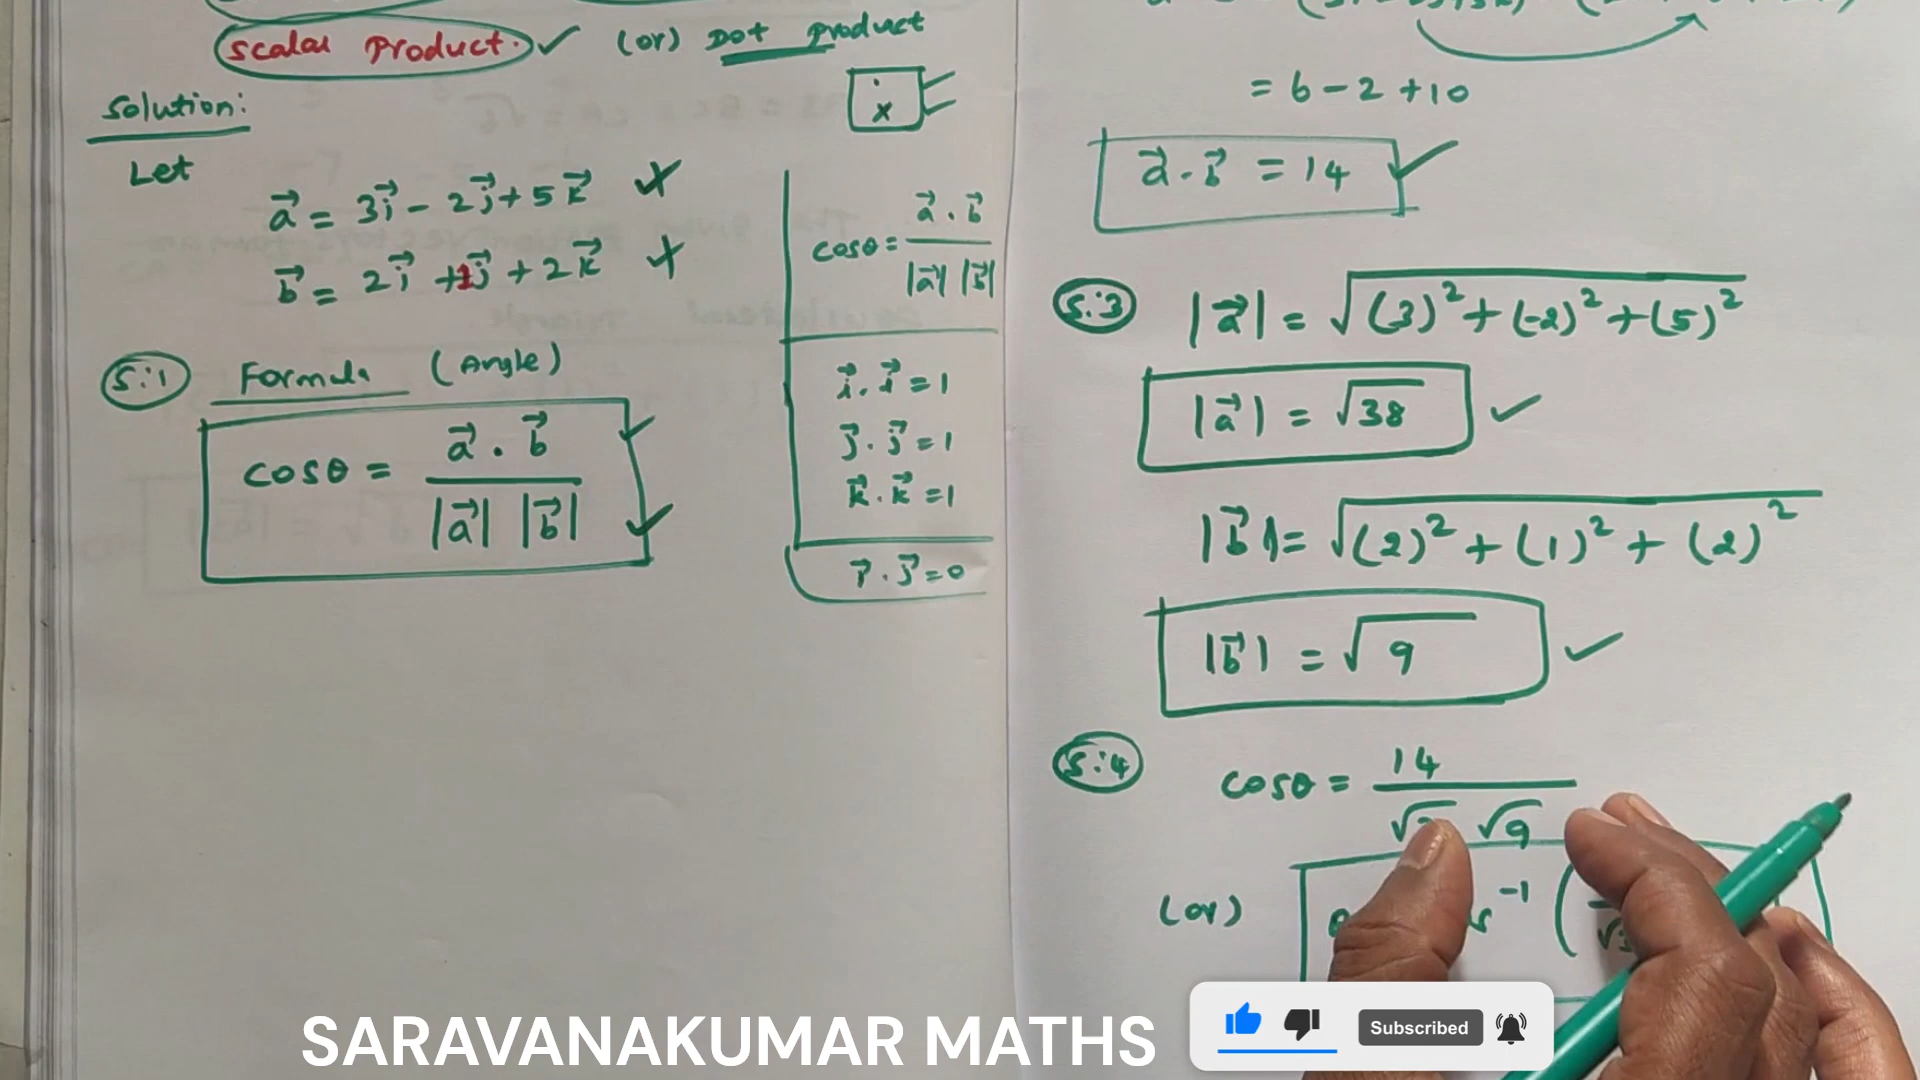 Scalar Product. ✓ (or) Dot product
. x
Solution:
Let
a⃗ = 3i⃗ - 2j⃗ + 5k⃗
b⃗ = 2i⃗ + 1j⃗ + 2k⃗
S:1 Formula (Angle)
cosθ = a⃗ . b⃗ / |a⃗| |b⃗|
cosθ = a⃗ . b⃗ / |a⃗| |b⃗|
i⃗ . i⃗ = 1
j⃗ . j⃗ = 1
k⃗ . k⃗ = 1
i⃗ . j⃗ = 0
= 6 - 2 + 10
a⃗ . b⃗ = 14
S:3 |a⃗| = √(3)² + (-2)² + (5)²
|a⃗| = √38
|b⃗| = √(2)² + (1)² + (2)²
|b⃗| = √9
S:4 cosθ = 14 / √9
(or)
SARAVANAKUMAR MATHS
Subscribed